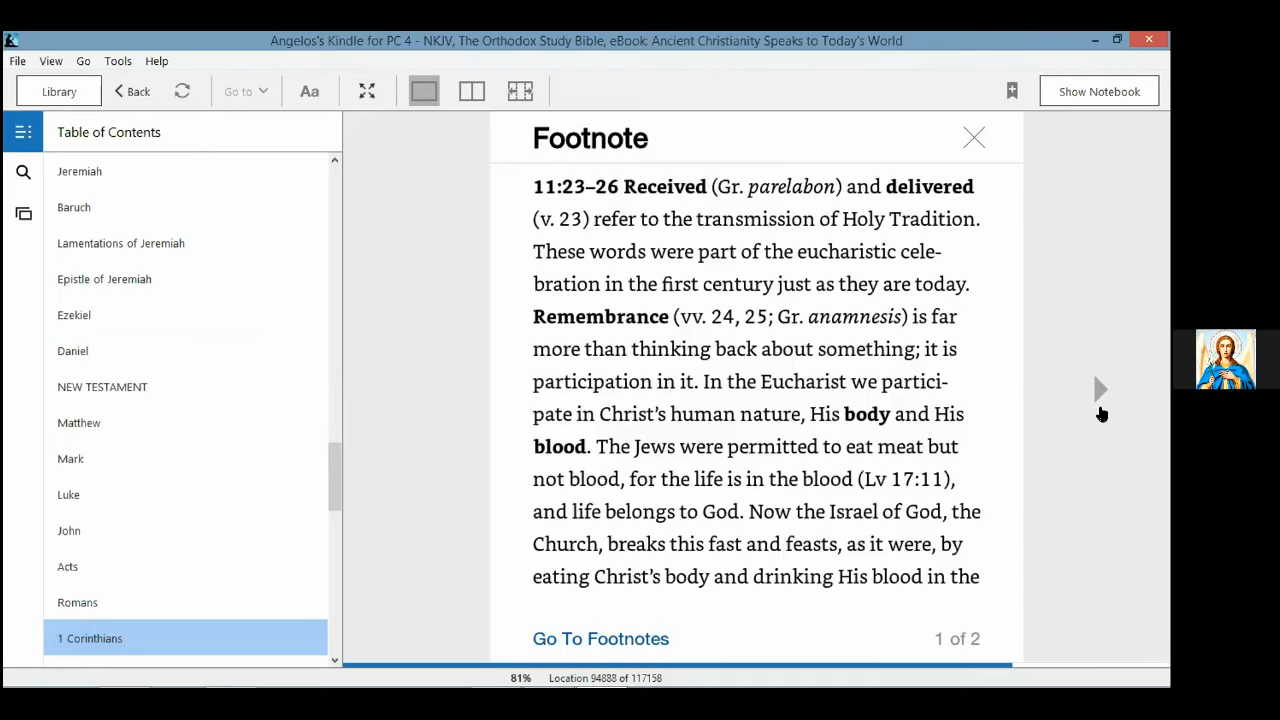 Angelos's Kindle for PC 4 - NKJV, The Orthodox Study Bible, eBook: Ancient Christianity Speaks to Today's World
File View Go Tools Help
Library Back Go to Aa Show Notebook
Table of Contents
Jeremiah
Baruch
Lamentations of Jeremiah
Epistle of Jeremiah
Ezekiel
Daniel
NEW TESTAMENT
Matthew
Mark
Luke
John
Acts
Romans
1 Corinthians
Footnote
11:23–26 Received (Gr. parelabon) and delivered
(v. 23) refer to the transmission of Holy Tradition.
These words were part of the eucharistic cele-
bration in the first century just as they are today.
Remembrance (vv. 24, 25; Gr. anamnesis) is far
more than thinking back about something; it is
participation in it. In the Eucharist we partici-
pate in Christ's human nature, His body and His
blood. The Jews were permitted to eat meat but
not blood, for the life is in the blood (Lv 17:11),
and life belongs to God. Now the Israel of God, the
Church, breaks this fast and feasts, as it were, by
eating Christ's body and drinking His blood in the
Go To Footnotes 1 of 2
81% Location 94888 of 117158